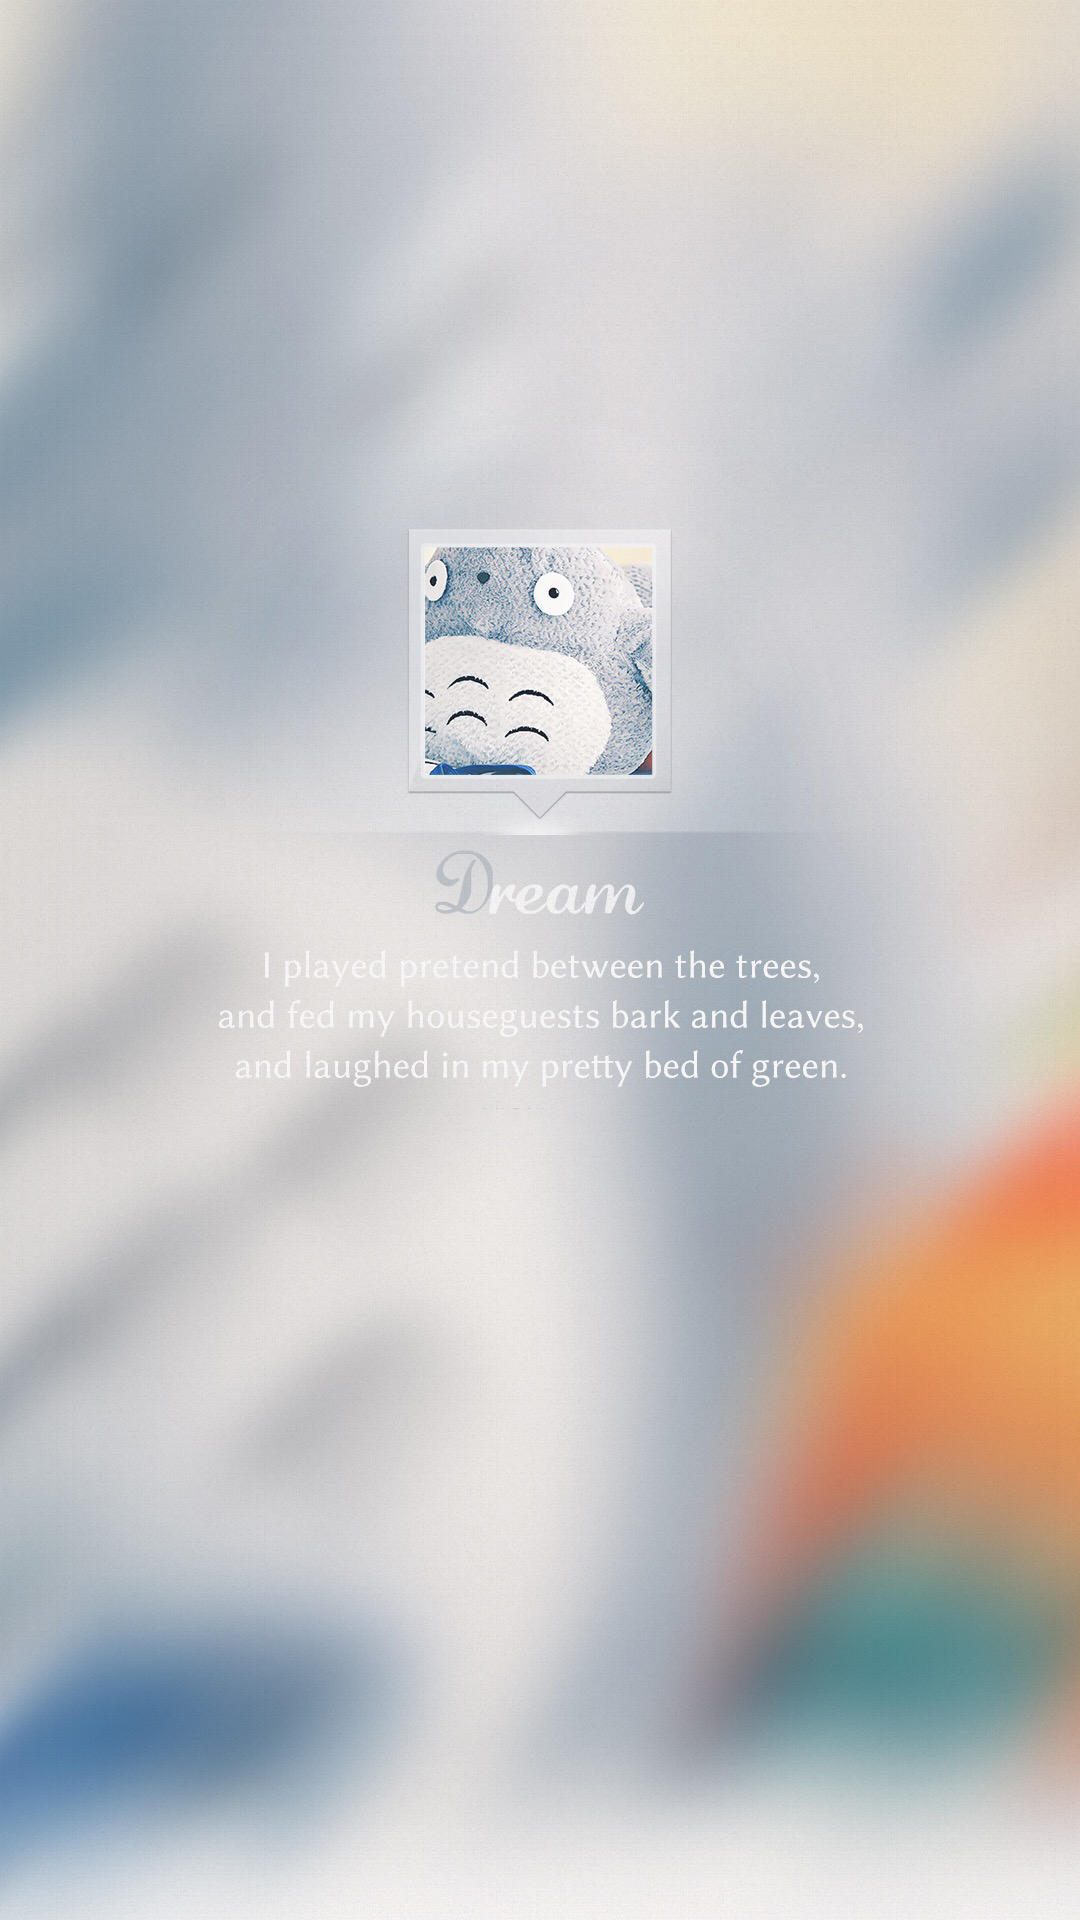 Dream
I played pretend between the trees,
and fed my houseguests bark and leaves,
and laughed in my pretty bed of green.